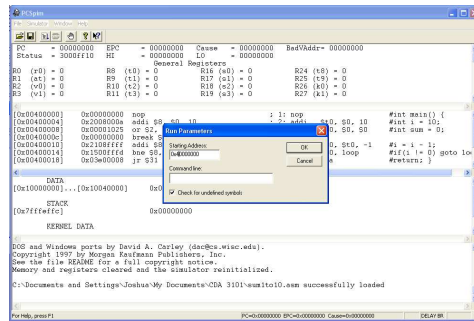 PCSpim
File Simulator Window Help
PC = 00000000 EPC = 00000000 Cause = 00000000 BadVAddr= 00000000
Status = 3000ff10 HI = 00000000 LO = 00000000
General Registers
R0 (r0) = 0 R8 (t0) = 0 R16 (s0) = 0 R24 (t8) = 0
R1 (at) = 0 R9 (t1) = 0 R17 (s1) = 0 R25 (t9) = 0
R2 (v0) = 0 R10 (t2) = 0 R18 (s2) = 0 R26 (k0) = 0
R3 (v1) = 0 R11 (t3) = 0 R19 (s3) = 0 R27 (k1) = 0
[0x00400000] 0x00000000 nop ; 1: nop #int main() {
[0x00400004] 0x2008000a addi $8, $0, 10 ; 2: addi $t0, $0, 10 #int i = 10;
[0x00400008] 0x00001025 or $2, $0, $0 #int sum = 0;
[0x0040000c] 0x00000000 break $
[0x00400010] 0x2108ffff addi $8 $t0, -1 #i = i - 1;
[0x00400014] 0x1500fffd bne $8, 0, loop #if(i != 0) goto loo
[0x00400018] 0x03e00008 jr $31 a #return; }
Run Parameters
Starting Address:
0x40000000
OK
Cancel
Command line:
Check for undefined symbols
DATA
[0x10000000]...[0x10040000] 0x0
STACK
[0x7fffeffc] 0x00000000
KERNEL DATA
DOS and Windows ports by David A. Carley (dac@cs.wisc.edu).
Copyright 1997 by Morgan Kaufmann Publishers, Inc.
See the file README for a full copyright notice.
Memory and registers cleared and the simulator reinitialized.
C:\Documents and Settings\Joshua\My Documents\CDA 3101\sum1to10.asm successfully loaded
For Help, press F1 PC=0x00000000 EPC=0x00000000 Cause=0x00000000 DELAY BR